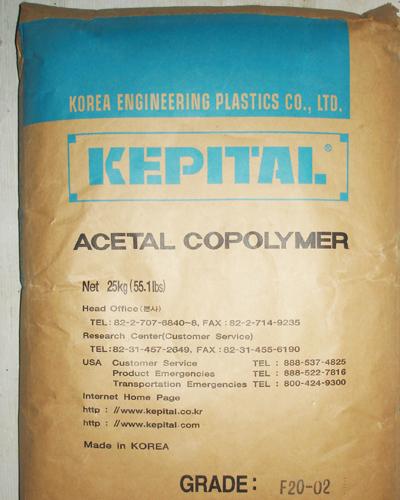 KOREA ENGINEERING PLASTICS CO., LTD.
KEPITAL®
ACETAL COPOLYMER
Net 25kg (55.1lbs)
Head Office(본사)
TEL: 82-2-707-6840~8, FAX : 82-2-714-9235
Research Center(Customer Service)
TEL: 82-31-457-2649, FAX : 82-31-455-6190
USA Customer Service TEL : 888-537-4825
Product Emergencies TEL : 888-522-7816
Transportation Emergencies TEL : 800-424-9300
Internet Home Page
http : //www.kepital.co.kr
http : //www.kepital.com
Made in KOREA
GRADE: F20-02